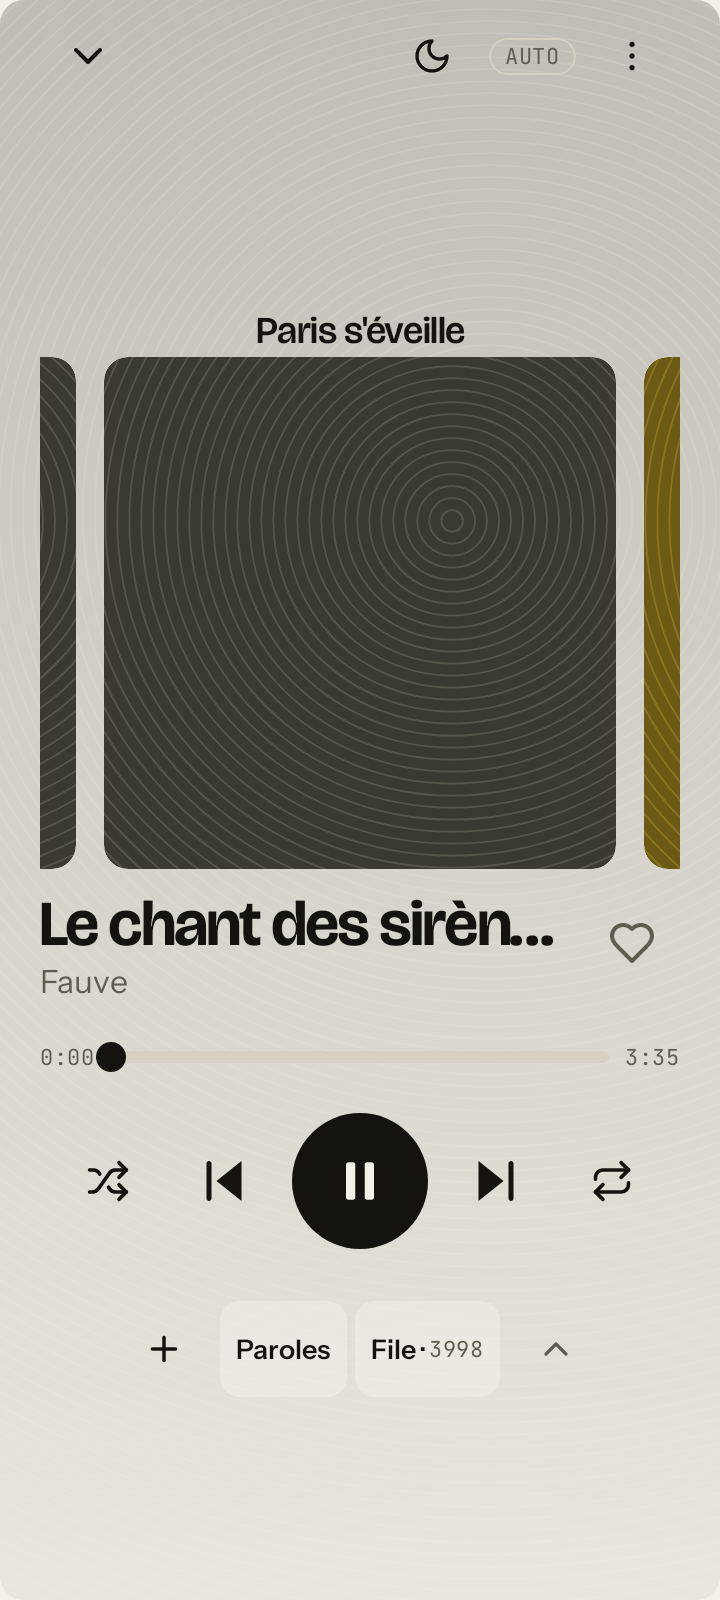 AUTO
Paris s'éveille
Le chant des sirèn...
Fauve
0:00 3:35
Paroles File·3998